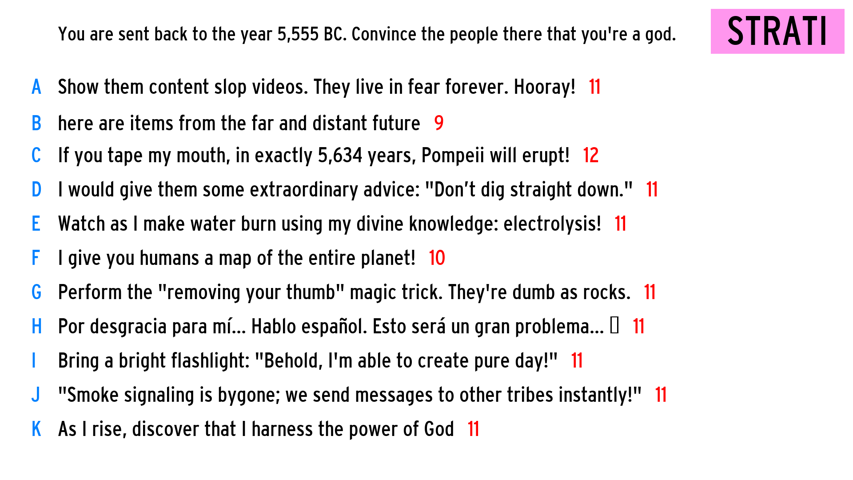 You are sent back to the year 5,555 BC. Convince the people there that you're a god.
STRATI
A Show them content slop videos. They live in fear forever. Hooray! 11
B here are items from the far and distant future 9
C If you tape my mouth, in exactly 5,634 years, Pompeii will erupt! 12
D I would give them some extraordinary advice: "Don’t dig straight down." 11
E Watch as I make water burn using my divine knowledge: electrolysis! 11
F I give you humans a map of the entire planet! 10
G Perform the "removing your thumb" magic trick. They're dumb as rocks. 11
H Por desgracia para mí... Hablo español. Esto será un gran problema... 11
I Bring a bright flashlight: "Behold, I'm able to create pure day!" 11
J "Smoke signaling is bygone; we send messages to other tribes instantly!" 11
K As I rise, discover that I harness the power of God 11